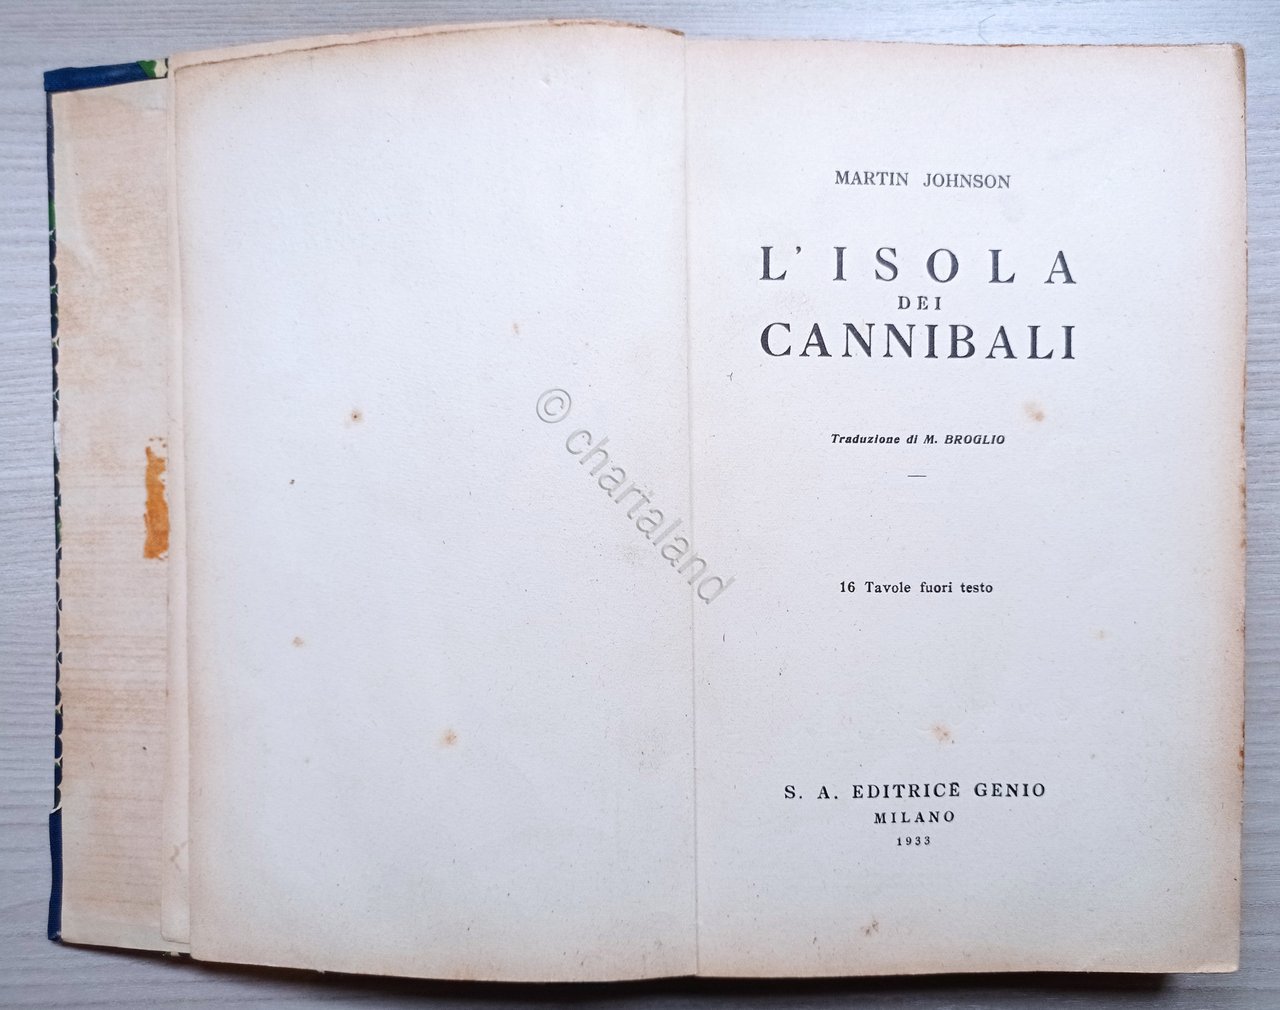 MARTIN JOHNSON
L'ISOLA
DEI
CANNIBALI
Traduzione di M. BROGLIO
16 Tavole fuori testo
S. A. EDITRICE GENIO
MILANO
1933
© chartaland